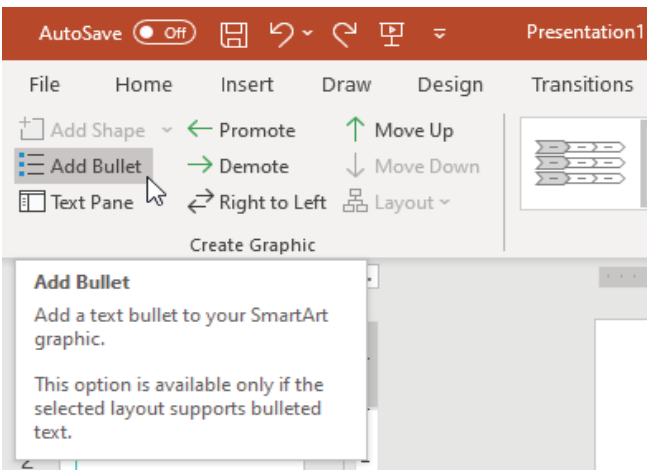 AutoSave Off Presentation1
File Home Insert Draw Design Transitions
Add Shape Promote Move Up
Add Bullet Demote Move Down
Text Pane Right to Left Layout
Create Graphic
Add Bullet
Add a text bullet to your SmartArt
graphic.
This option is available only if the
selected layout supports bulleted
text.
2